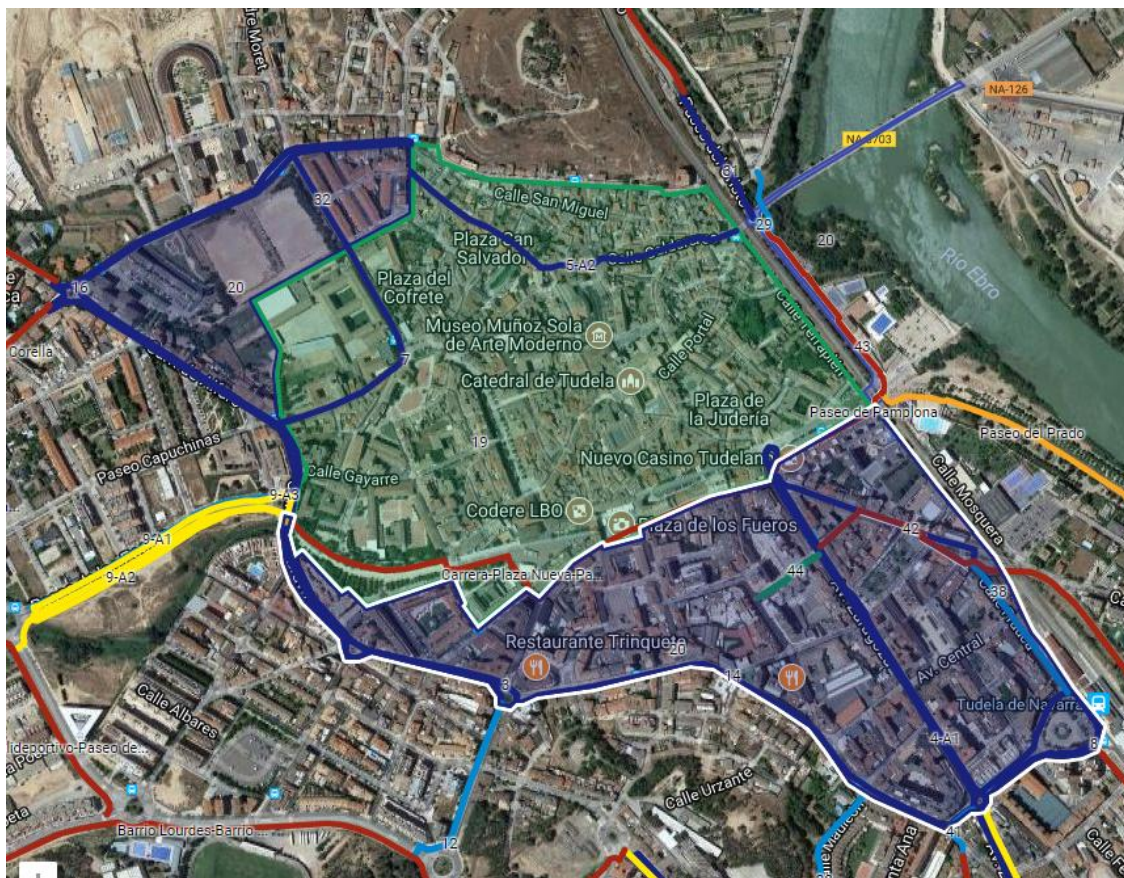 NA-126
NA-8703
32
Calle San Miguel
29
Plaza San
Salvador
5-A2
20
Río Ebro
16
20
Plaza del
Cofrete
Museo Muñoz Sola
de Arte Moderno
Calle Portal
43
Corella
7
Catedral de Tudela
Plaza de
la Judería
Paseo de Pamplona
Paseo del Prado
Paseo Capuchinas
19
Nuevo Casino Tudelan
Calle Gayarre
Calle Mosquera
9-A3
Codere LBO
Plaza de los Fueros
42
9-A1
9-A2
Carrera-Plaza Nueva-Pa...
44
38
Restaurante Trinquete
20
Av. Central
14
3
Calle Albares
Tudela de Navarra
4-A1
8
lideportivo-Paseo de...
Calle Urzante
Barrio Lourdes-Barrio ...
12
41